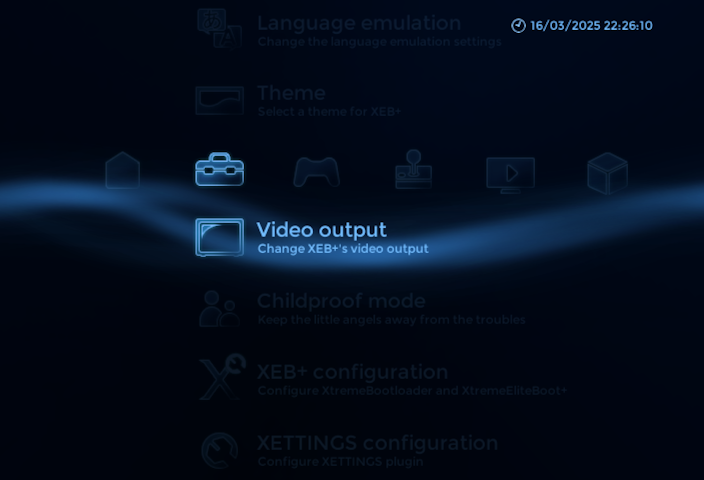 Language emulation
Change the language emulation settings
16/03/2025 22:26:10
Theme
Select a theme for XEB+
Video output
Change XEB+'s video output
Childproof mode
Keep the little angels away from the troubles
XEB+ configuration
Configure XtremeBootloader and XtremeEliteBoot+
XETTINGS configuration
Configure XETTINGS plugin